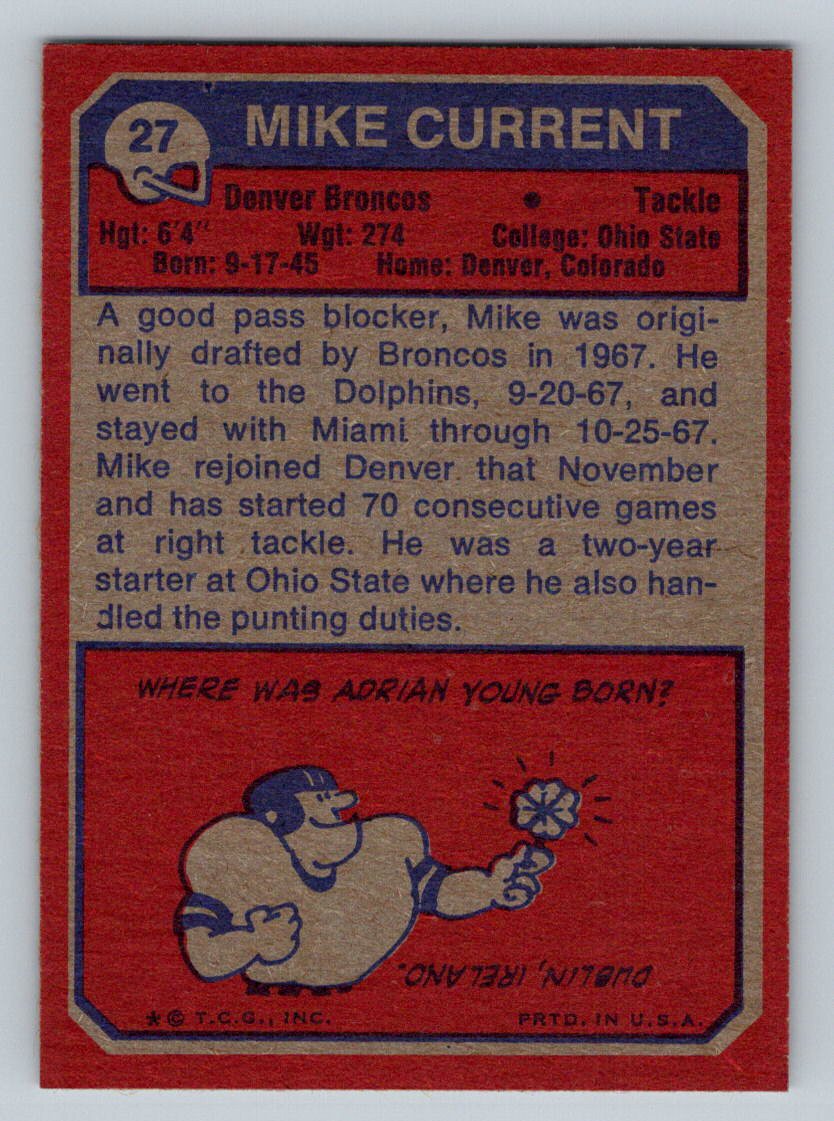 27 MIKE CURRENT
Denver Broncos • Tackle
Hgt: 6'4" Wgt: 274 College: Ohio State
Born: 9-17-45 Home: Denver, Colorado
A good pass blocker, Mike was origi-
nally drafted by Broncos in 1967. He
went to the Dolphins, 9-20-67, and
stayed with Miami through 10-25-67.
Mike rejoined Denver that November
and has started 70 consecutive games
at right tackle. He was a two-year
starter at Ohio State where he also han-
dled the punting duties.
WHERE WAS ADRIAN YOUNG BORN?
DUBLIN, IRELAND.
★ © T.C.G., INC. PRTD. IN U.S.A.